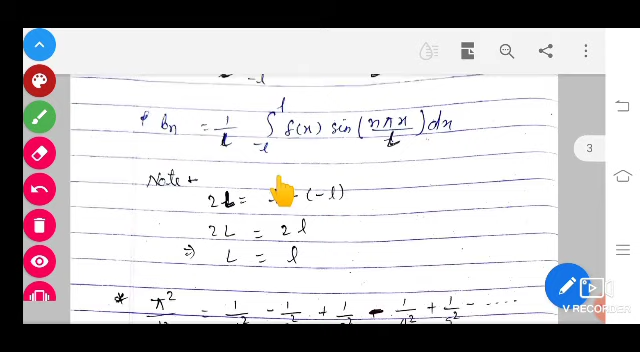 -l
* bn = 1/L ∫_{-l}^{l} f(x) sin(nπx/L) dx
3
Note
2L = - (-l)
2L = 2l
⇒ L = l
* π² = 1/1² - 1/2² + 1/3² - 1/4² + 1/5² - ....
V RECORDER